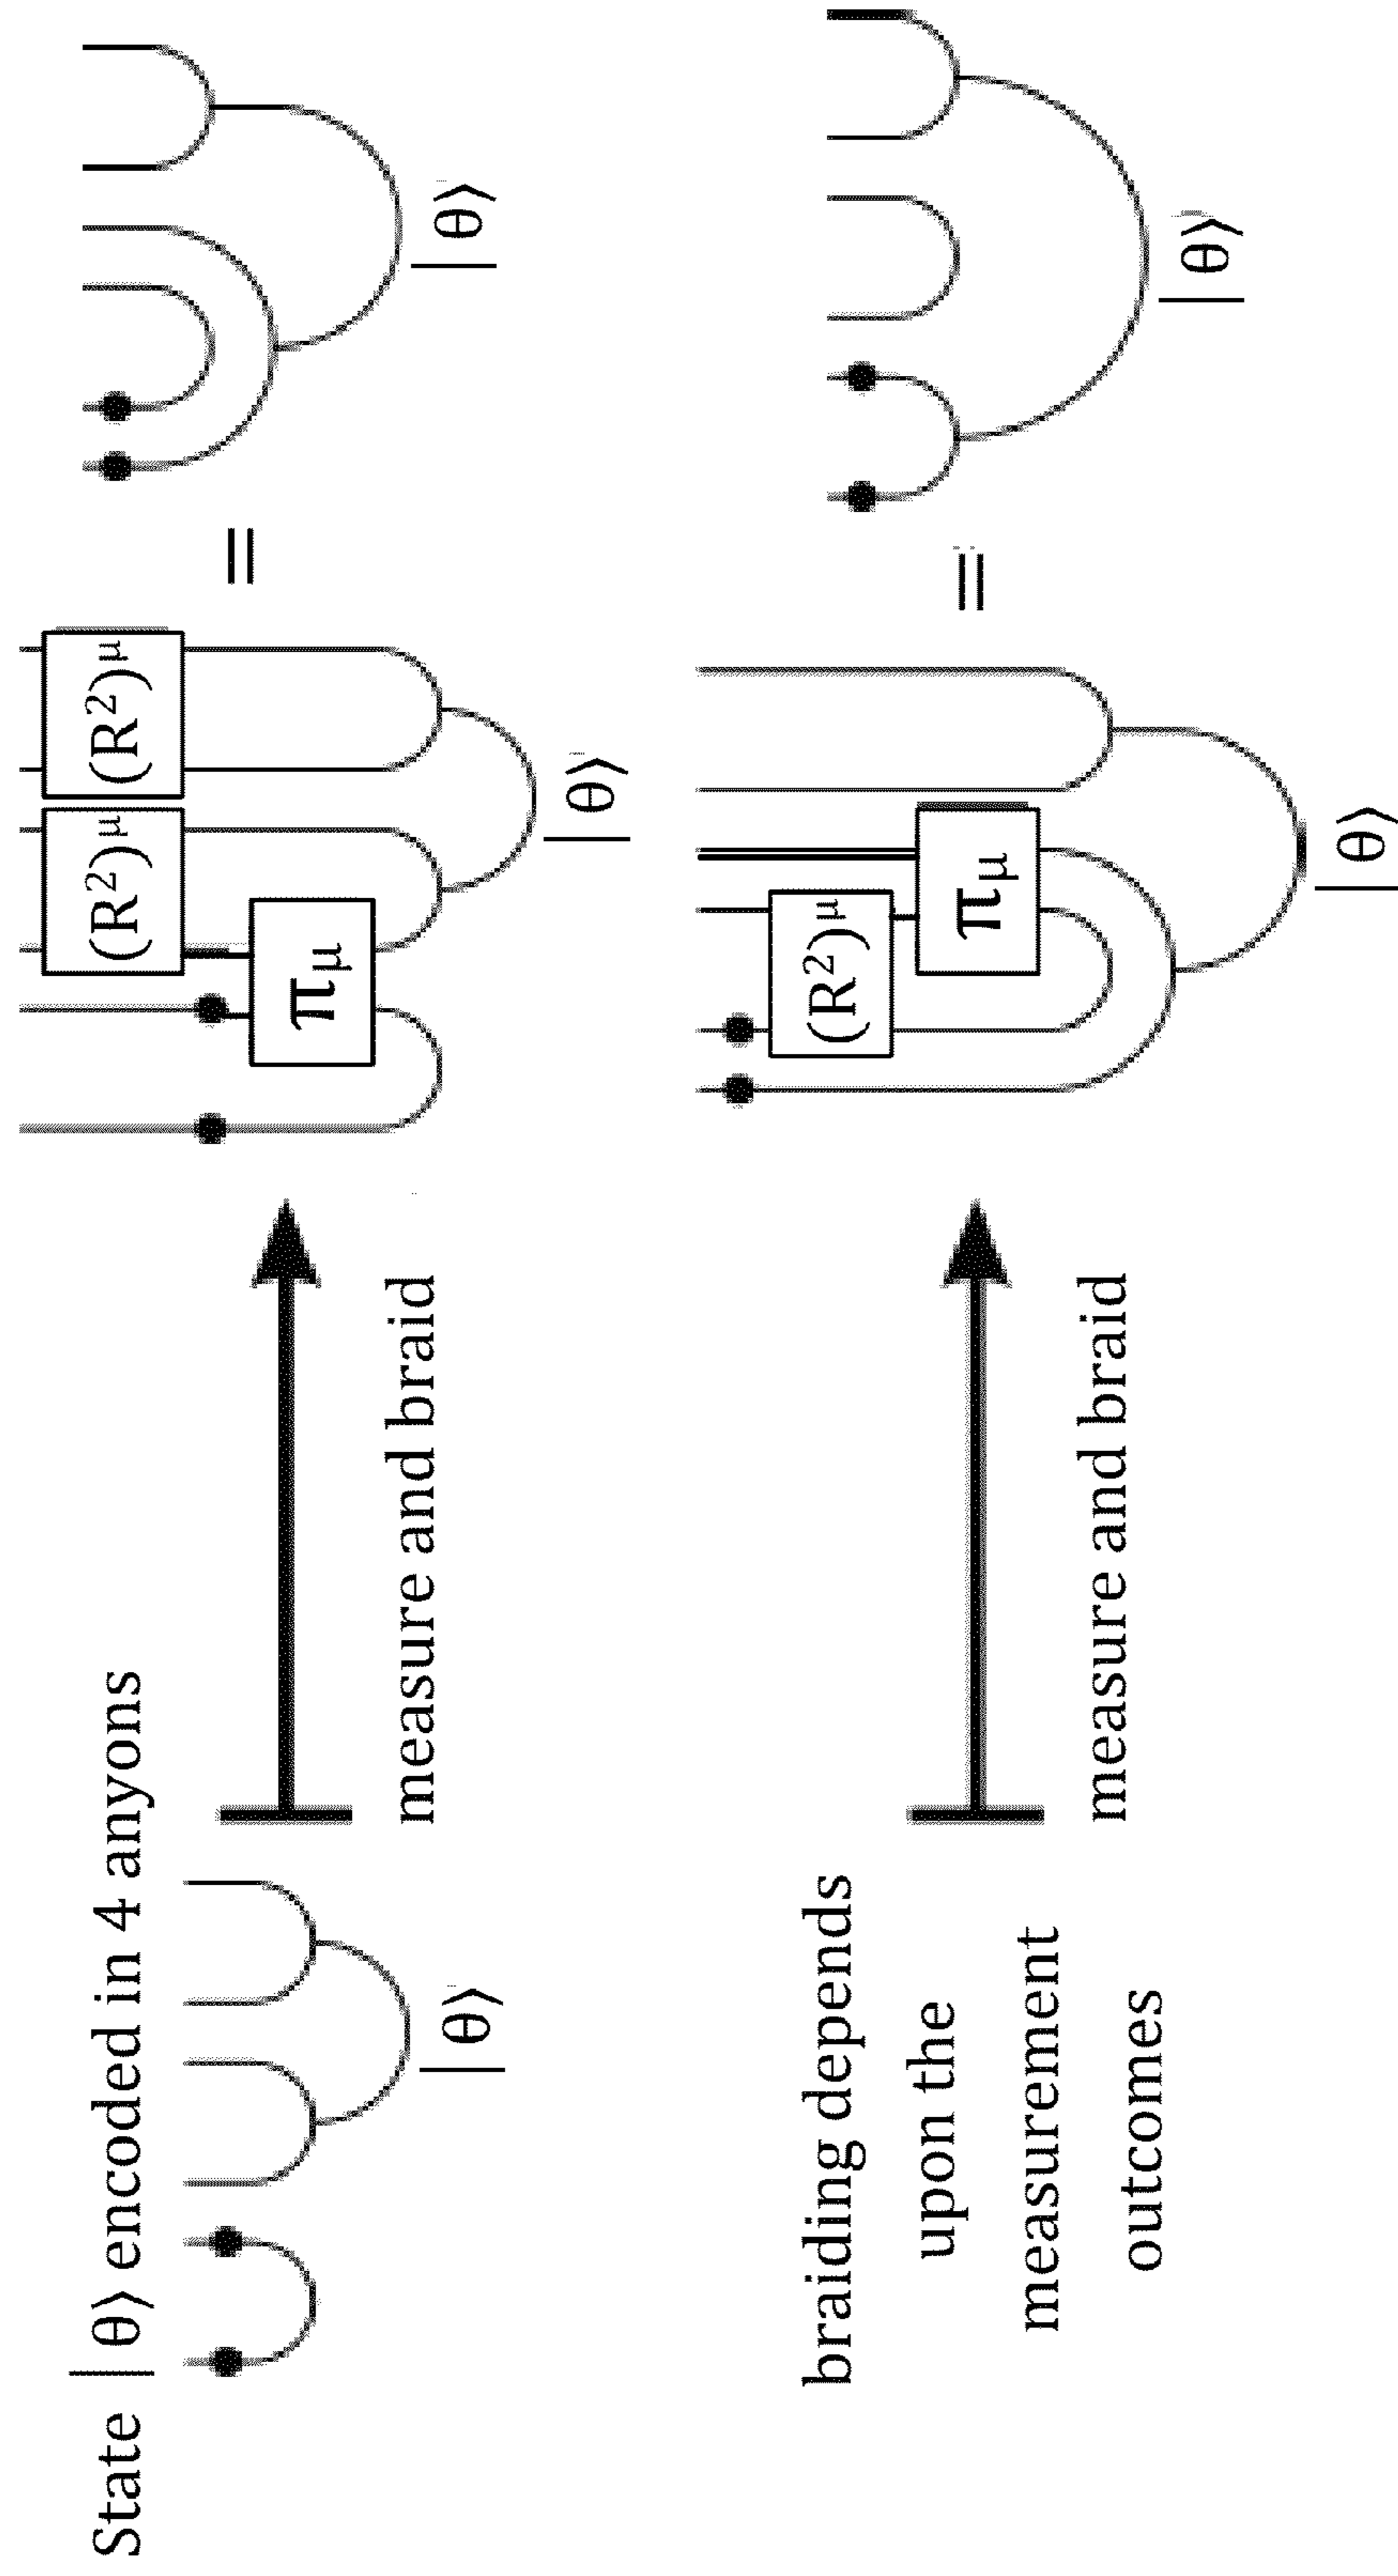 State |θ⟩ encoded in 4 anyons
|θ⟩
measure and braid
(R²)^μ (R²)^μ
π_μ
|θ⟩
=
|θ⟩
braiding depends
upon the
measurement
outcomes
measure and braid
(R²)^μ
π_μ
|θ⟩
=
|θ⟩